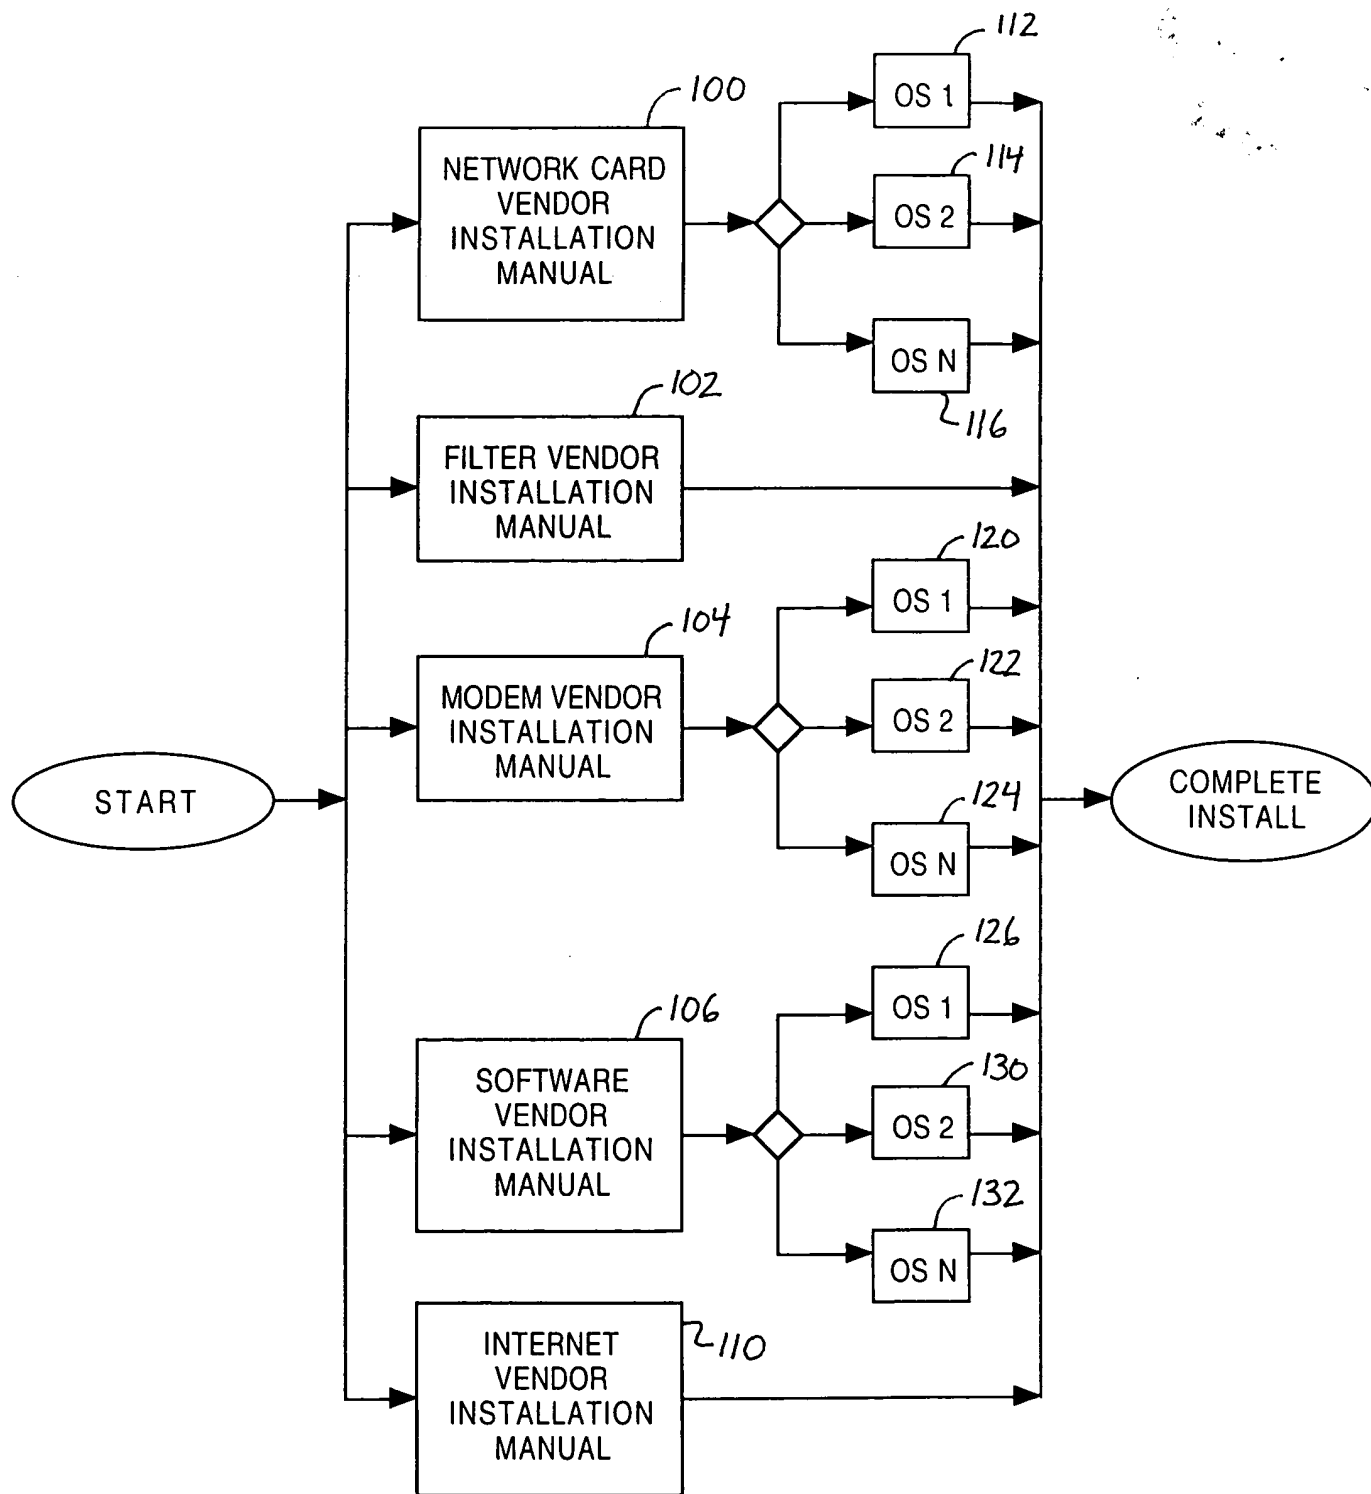 112
OS 1
100
NETWORK CARD
VENDOR
INSTALLATION
MANUAL
114
OS 2
OS N
116
102
FILTER VENDOR
INSTALLATION
MANUAL
120
OS 1
104
MODEM VENDOR
INSTALLATION
MANUAL
122
OS 2
124
OS N
START
COMPLETE
INSTALL
126
OS 1
106
SOFTWARE
VENDOR
INSTALLATION
MANUAL
130
OS 2
132
OS N
110
INTERNET
VENDOR
INSTALLATION
MANUAL